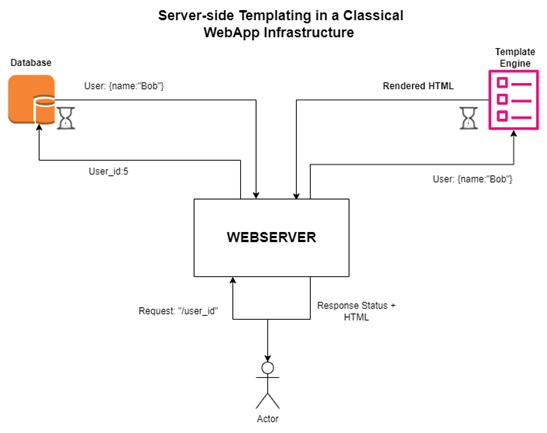 Server-side Templating in a Classical
WebApp Infrastructure
Database
Template
Engine
User: {name:"Bob"}
Rendered HTML
User_id:5
User: {name:"Bob"}
WEBSERVER
Request: "/user_id"
Response Status +
HTML
Actor